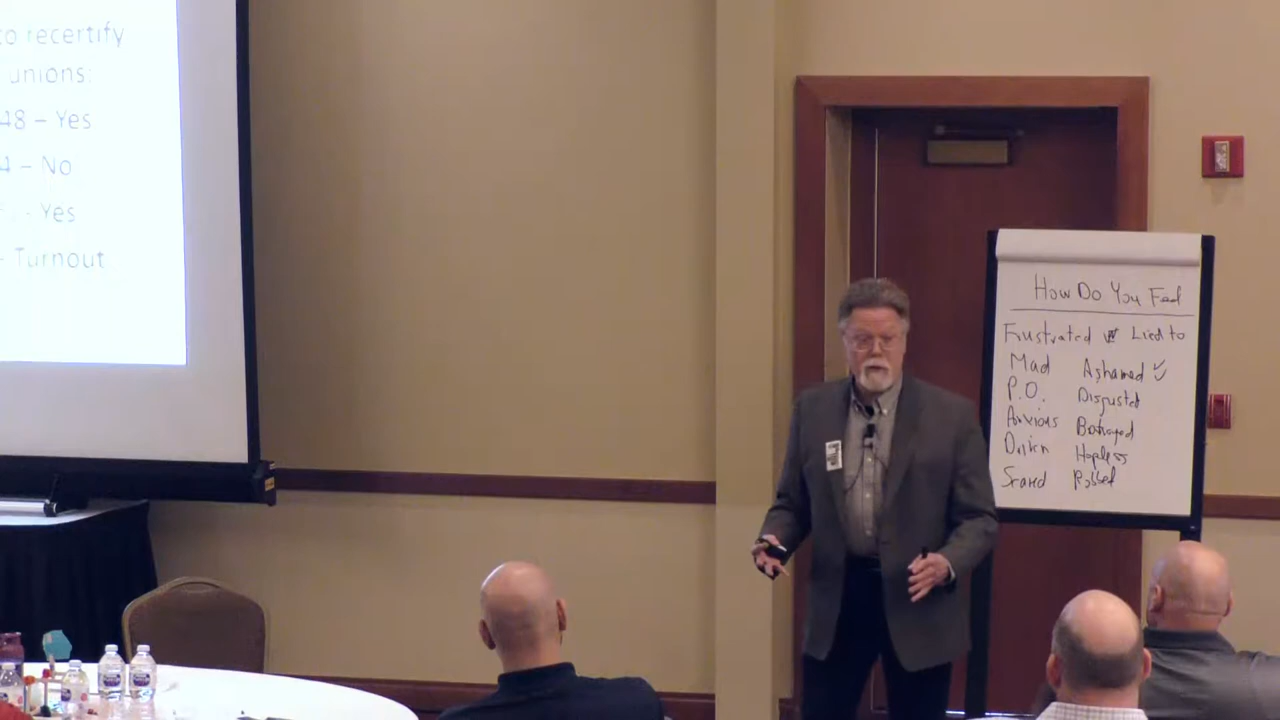 to recertify
unions:
48 – Yes
4 – No
- Yes
- Turnout
How Do You Feel
Frustrated Lied to
Mad Ashamed
P.O. Disgusted
Anxious Betrayed
Hopeless
Scared Robbed